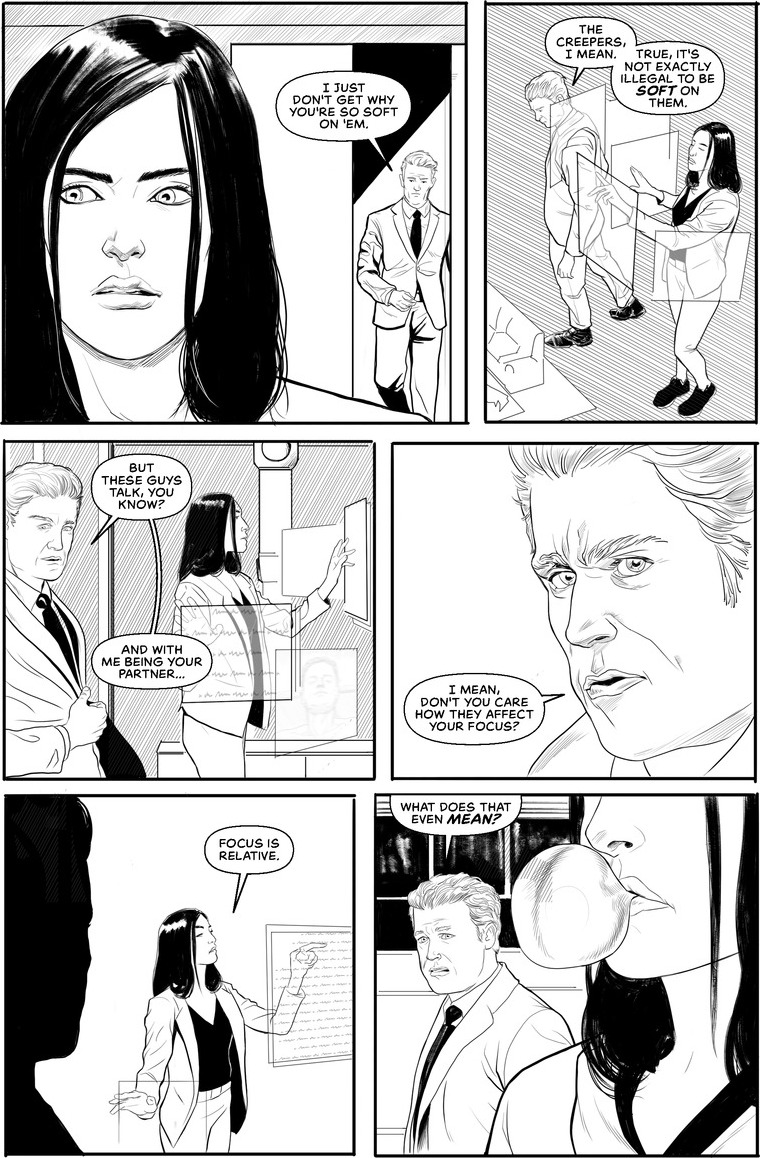 I JUST
DON'T GET WHY
YOU'RE SO SOFT
ON 'EM.
THE
CREEPERS,
I MEAN.
TRUE, IT'S
NOT EXACTLY
ILLEGAL TO BE
SOFT ON
THEM.
BUT
THESE GUYS
TALK, YOU
KNOW?
AND WITH
ME BEING YOUR
PARTNER...
I MEAN,
DON'T YOU CARE
HOW THEY AFFECT
YOUR FOCUS?
FOCUS IS
RELATIVE.
WHAT DOES THAT
EVEN MEAN?